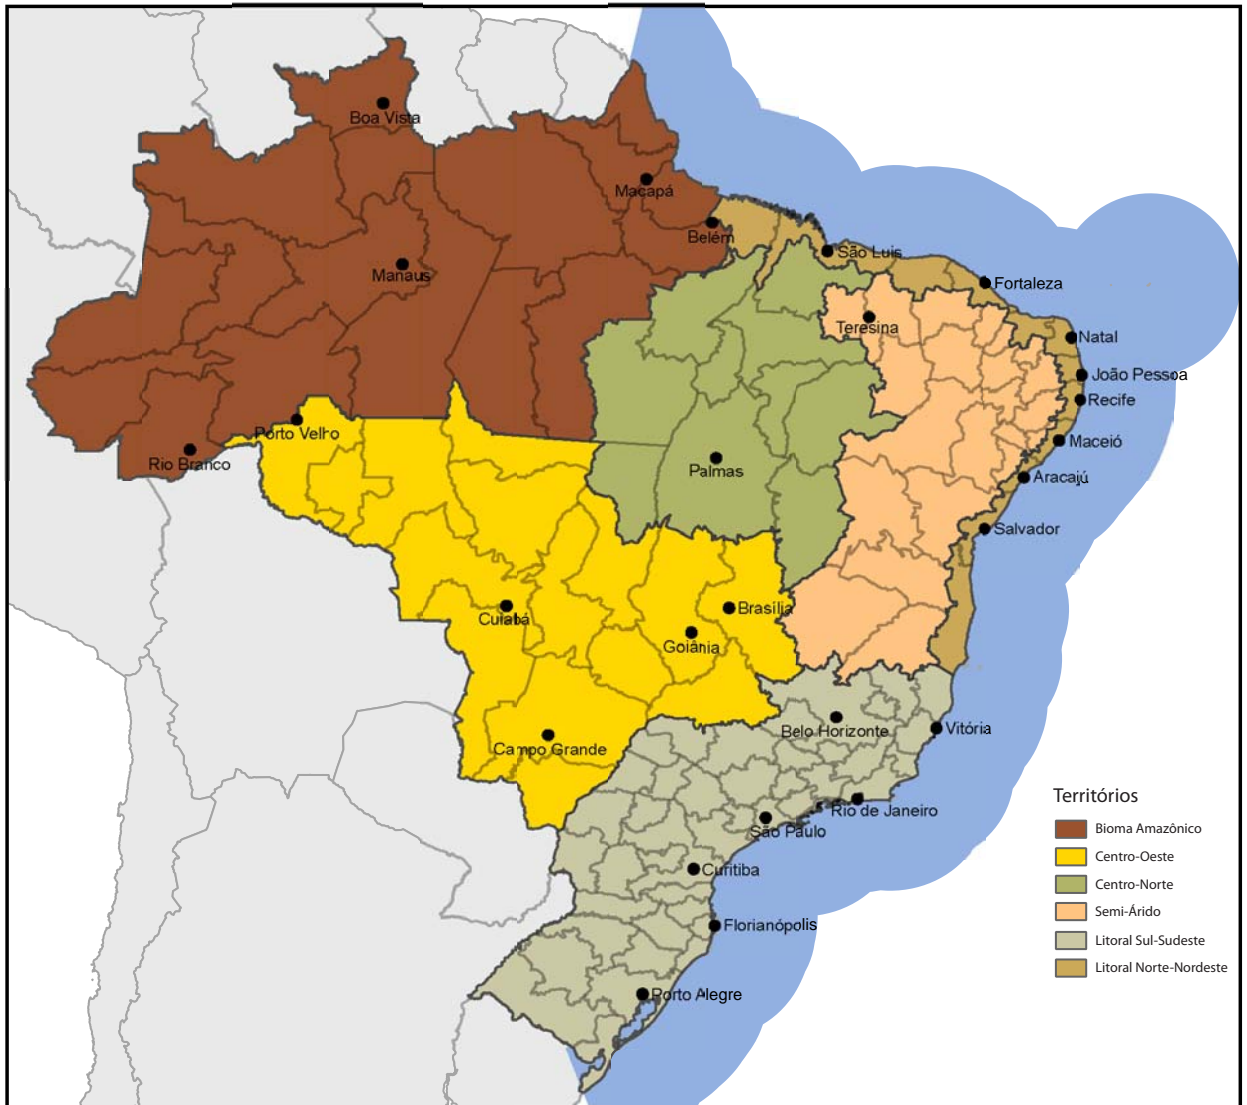 Boa Vista
Macapá
Belém
São Luis
Manaus
Fortaleza
Teresina
Natal
João Pessoa
Recife
Porto Velho
Maceió
Rio Branco
Palmas
Aracajú
Salvador
Cuiabá
Brasília
Goiânia
Campo Grande
Belo Horizonte
Vitória
Rio de Janeiro
São Paulo
Curitiba
Florianópolis
Porto Alegre
Territórios
Bioma Amazônico
Centro-Oeste
Centro-Norte
Semi-Árido
Litoral Sul-Sudeste
Litoral Norte-Nordeste